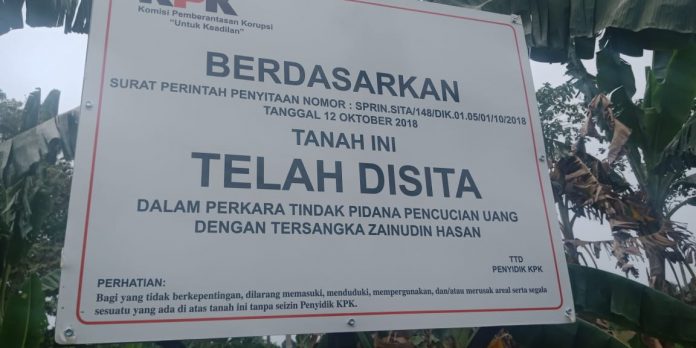 KPK
Komisi Pemberantasan Korupsi
"Untuk Keadilan"
BERDASARKAN
SURAT PERINTAH PENYITAAN NOMOR : SPRIN.SITA/148/DIK.01.05/01/10/2018
TANGGAL 12 OKTOBER 2018
TANAH INI
TELAH DISITA
DALAM PERKARA TINDAK PIDANA PENCUCIAN UANG
DENGAN TERSANGKA ZAINUDIN HASAN
TTD
PENYIDIK KPK
PERHATIAN:
Bagi yang tidak berkepentingan, dilarang memasuki, menduduki, mempergunakan, dan/atau merusak areal serta segala
sesuatu yang ada di atas tanah ini tanpa seizin Penyidik KPK.